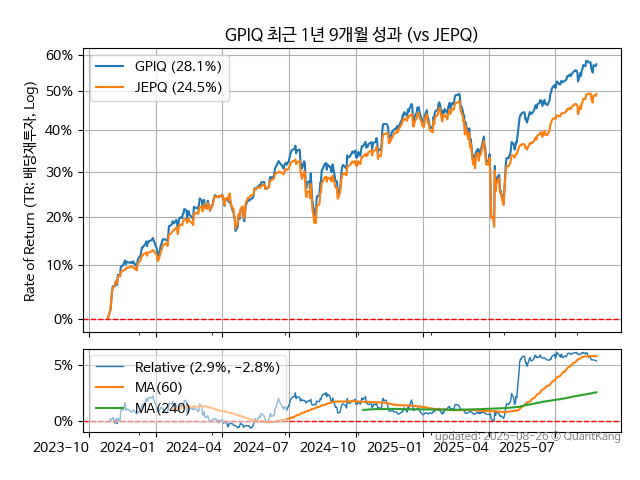 GPIQ 최근 1년 9개월 성과 (vs JEPQ)
Rate of Return (TR: 배당재투자, Log)
60%
50%
40%
30%
20%
10%
0%
GPIQ (28.1%)
JEPQ (24.5%)
5%
0%
Relative (2.9%, −2.8%)
MA(60)
MA(240)
2023−10 2024−01 2024−04 2024−07 2024−10 2025−01 2025−04 2025−07
updated: 2025-08-26 © QuantKang